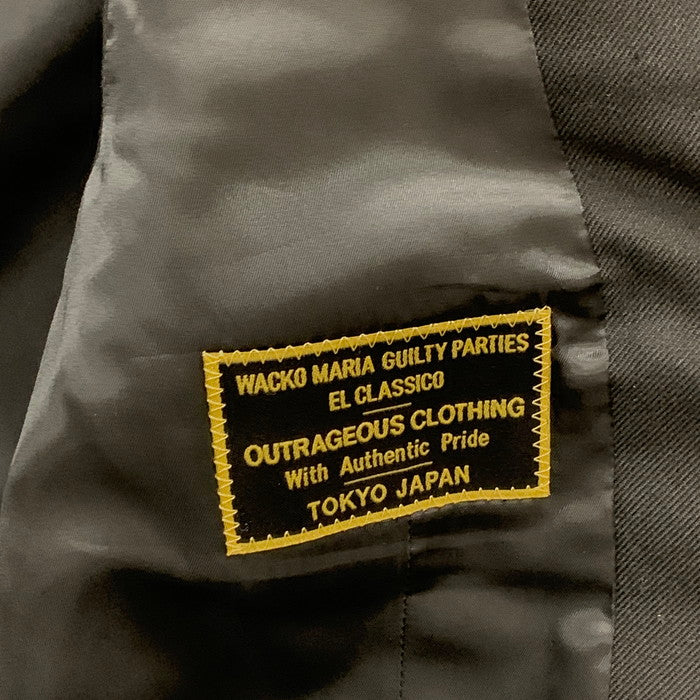 WACKO MARIA GUILTY PARTIES
EL CLASSICO
OUTRAGEOUS CLOTHING
With Authentic Pride
TOKYO JAPAN